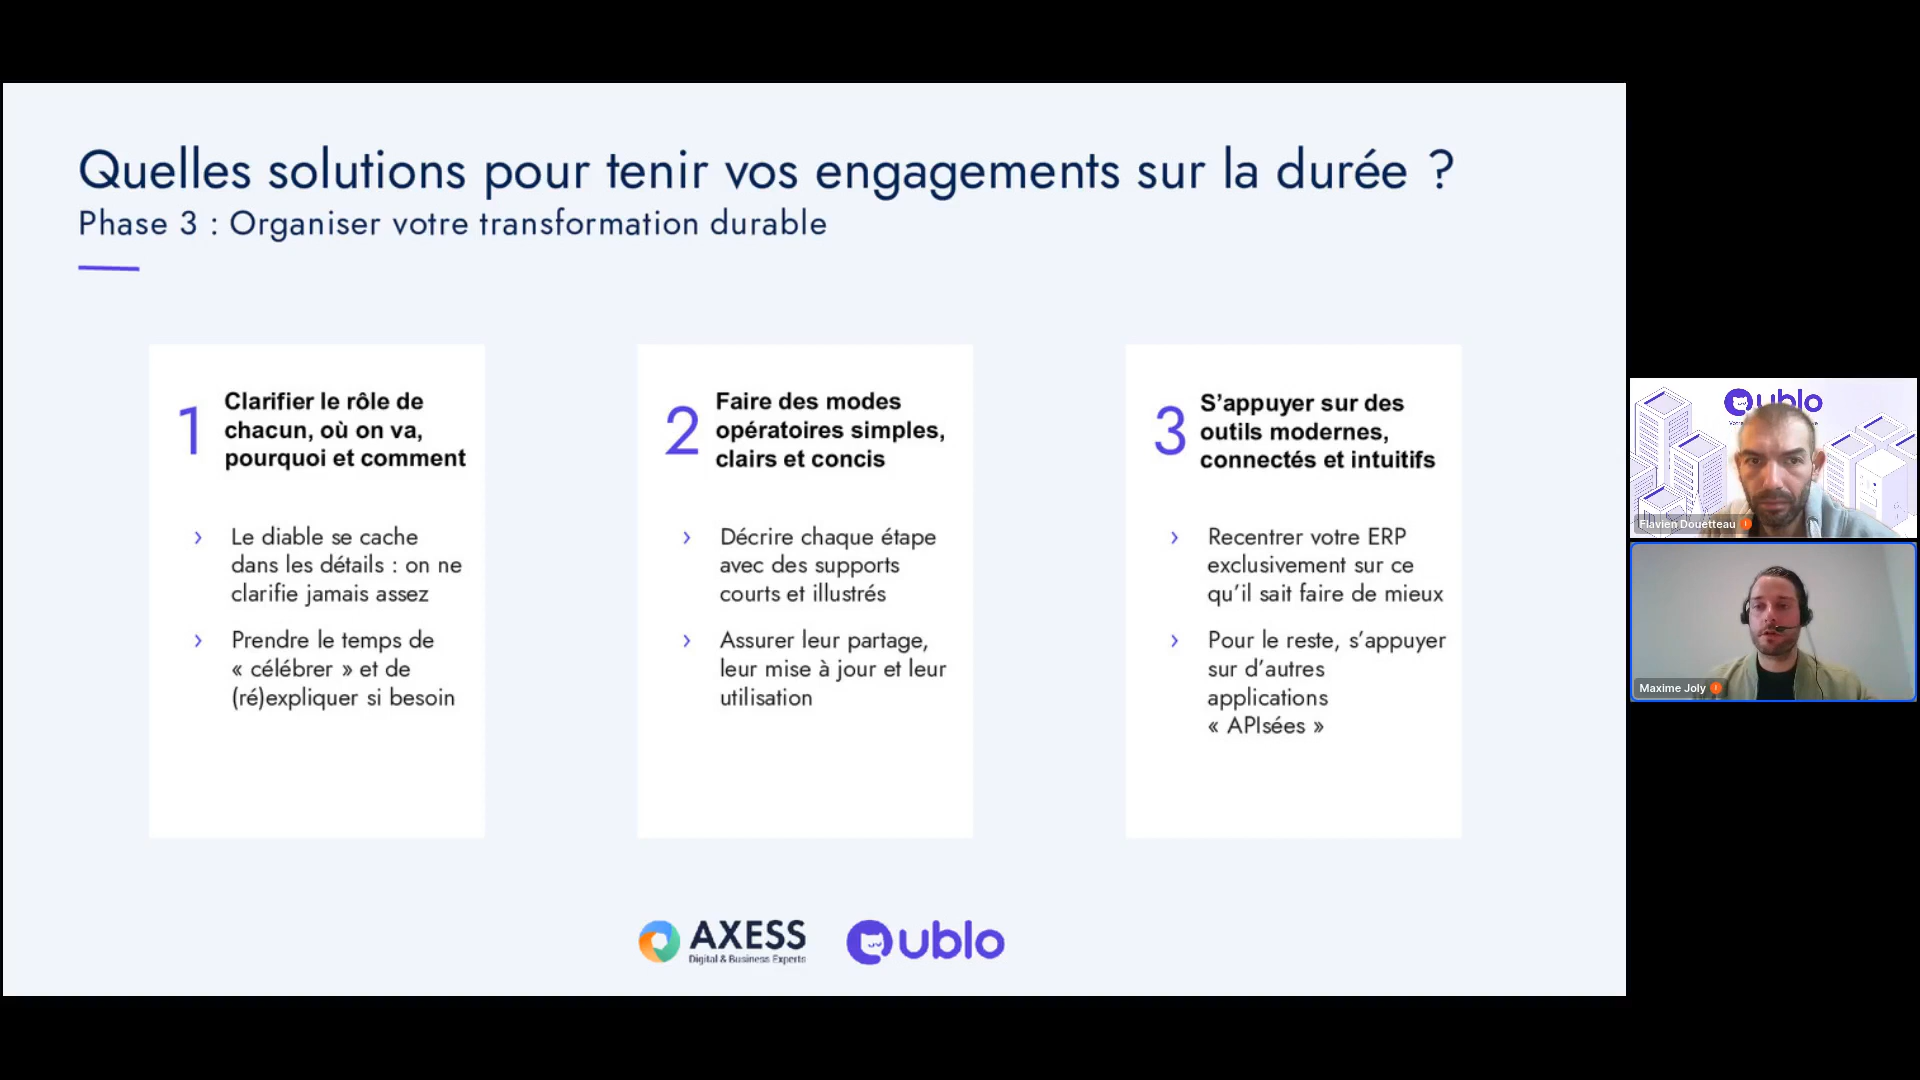 Quelles solutions pour tenir vos engagements sur la durée ?
Phase 3 : Organiser votre transformation durable
1
Clarifier le rôle de
chacun, où on va,
pourquoi et comment
› Le diable se cache
dans les détails : on ne
clarifie jamais assez
› Prendre le temps de
« célébrer » et de
(ré)expliquer si besoin
2
Faire des modes
opératoires simples,
clairs et concis
› Décrire chaque étape
avec des supports
courts et illustrés
› Assurer leur partage,
leur mise à jour et leur
utilisation
3
S’appuyer sur des
outils modernes,
connectés et intuitifs
› Recentrer votre ERP
exclusivement sur ce
qu’il sait faire de mieux
› Pour le reste, s’appuyer
sur d’autres
applications
« APIsées »
AXESS
Digital & Business Experts
ublo
ublo
Flavien Douetteau
Maxime Joly